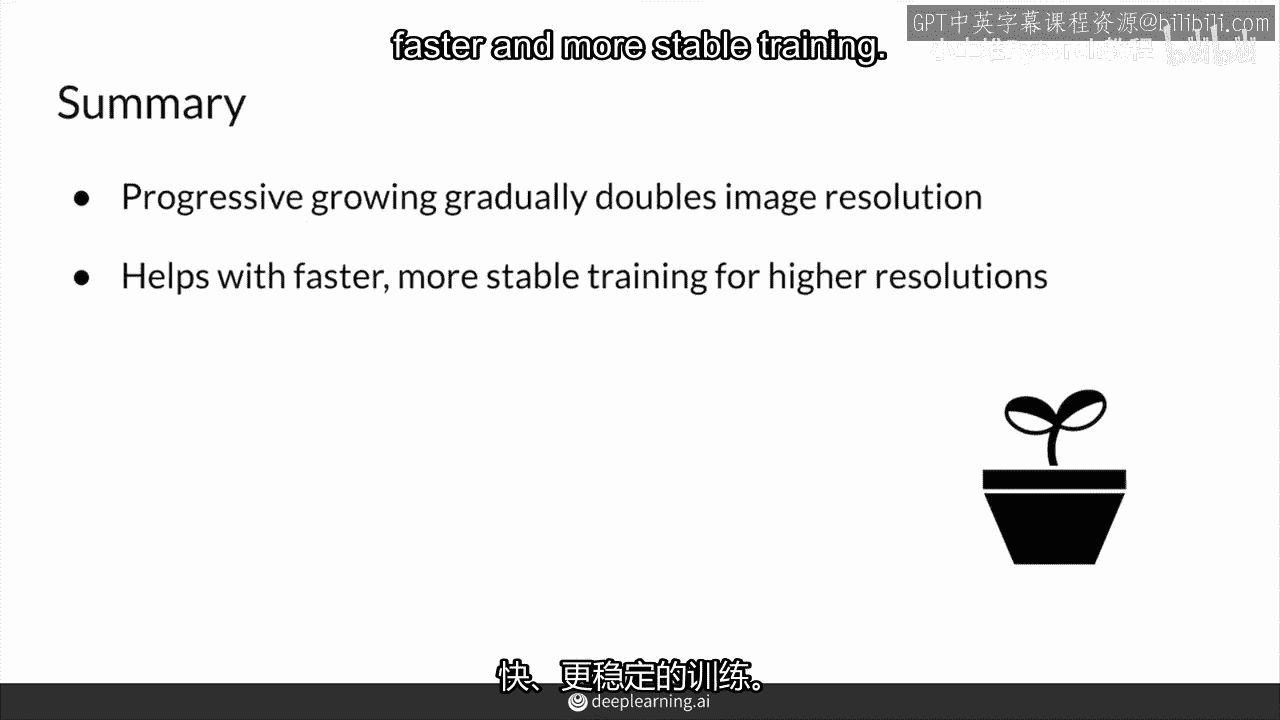 GPT中英字幕课程资源@bilibili.com
faster and more stable training.
bilibili
Summary
● Progressive growing gradually doubles image resolution
● Helps with faster, more stable training for higher resolutions
快、更稳定的训练。
deeplearning.ai